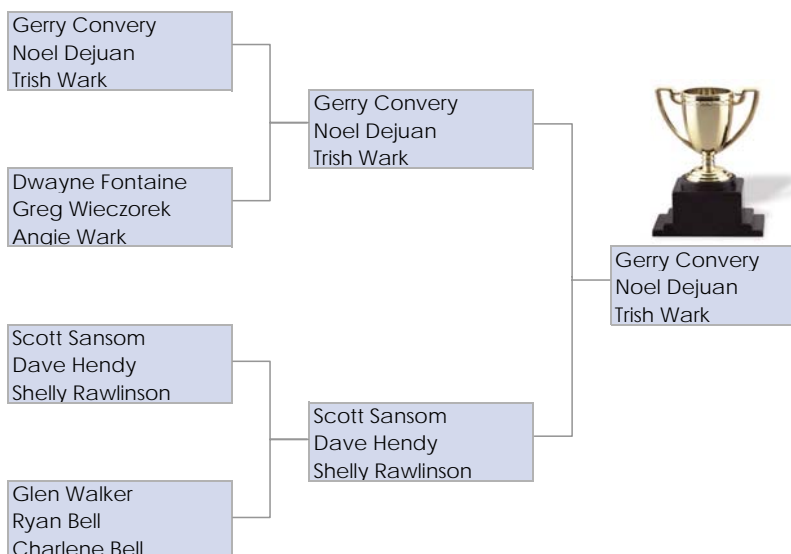 Gerry Convery
Noel Dejuan
Trish Wark
Gerry Convery
Noel Dejuan
Trish Wark
Dwayne Fontaine
Greg Wieczorek
Angie Wark
Gerry Convery
Noel Dejuan
Trish Wark
Scott Sansom
Dave Hendy
Shelly Rawlinson
Scott Sansom
Dave Hendy
Shelly Rawlinson
Glen Walker
Ryan Bell
Charlene Bell